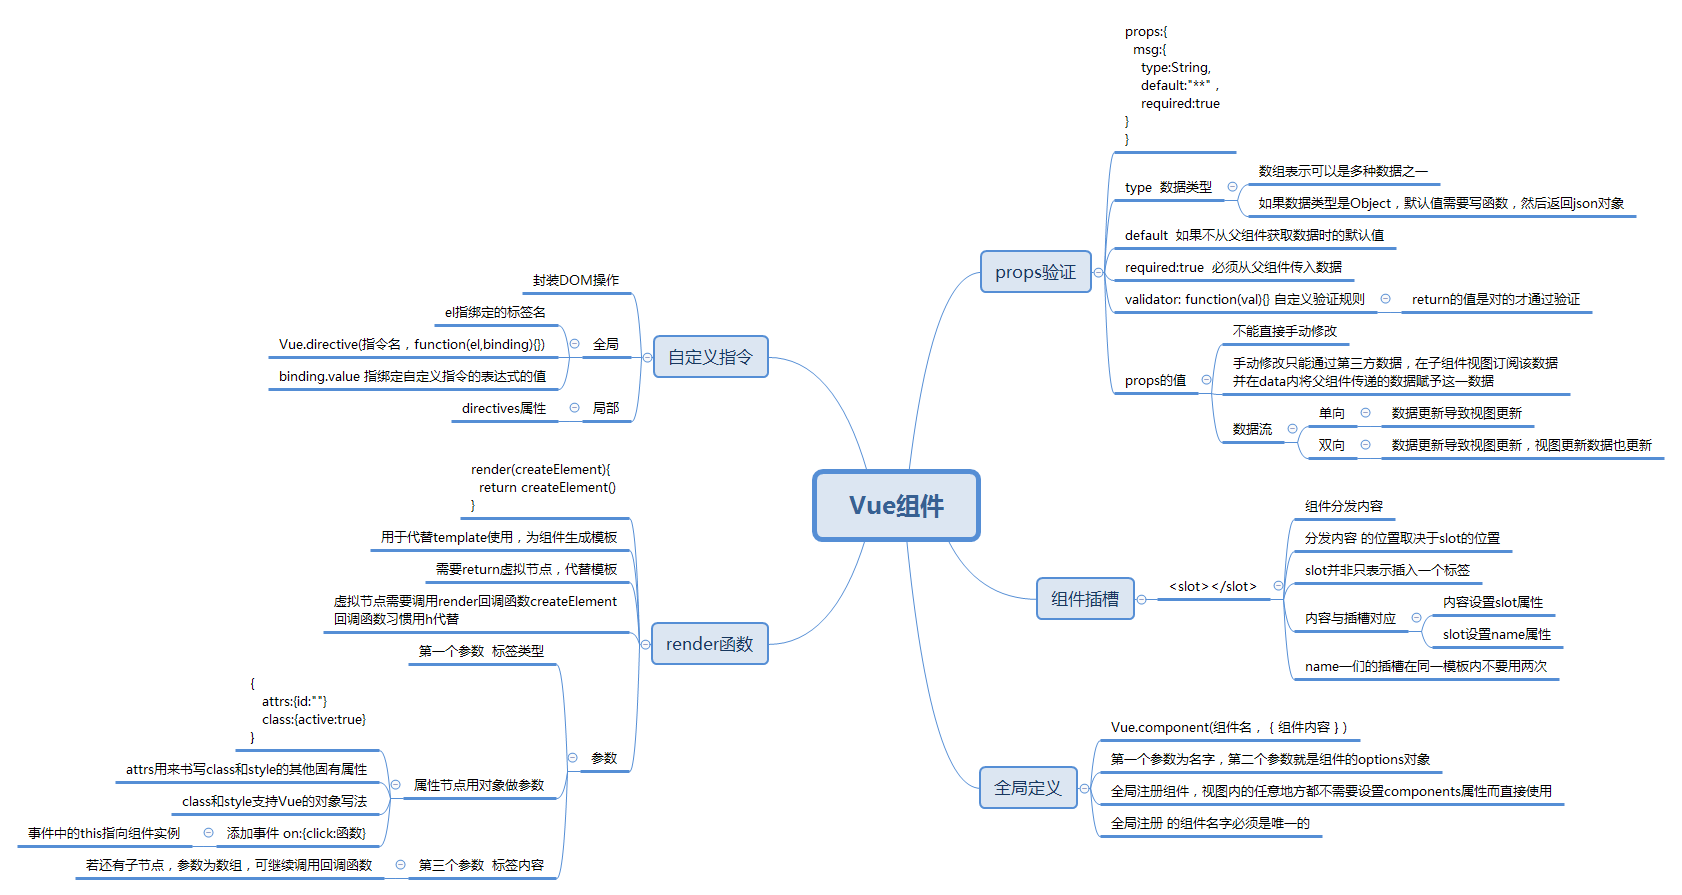 Vue组件
props验证
props:{
msg:{
type:String,
default:"**" ，
required:true
}
}
type 数据类型
数组表示可以是多种数据之一
如果数据类型是Object，默认值需要写函数，然后返回json对象
default 如果不从父组件获取数据时的默认值
required:true 必须从父组件传入数据
validator: function(val){} 自定义验证规则
return的值是对的才通过验证
props的值
不能直接手动修改
手动修改只能通过第三方数据，在子组件视图订阅该数据
并在data内将父组件传递的数据赋予这一数据
数据流
单向
数据更新导致视图更新
双向
数据更新导致视图更新，视图更新数据也更新
组件插槽
<slot></slot>
组件分发内容
分发内容 的位置取决于slot的位置
slot并非只表示插入一个标签
内容与插槽对应
内容设置slot属性
slot设置name属性
name一们的插槽在同一模板内不要用两次
全局定义
Vue.component(组件名，｛ 组件内容 ｝)
第一个参数为名字，第二个参数就是组件的options对象
全局注册组件，视图内的任意地方都不需要设置components属性而直接使用
全局注册 的组件名字必须是唯一的
自定义指令
封装DOM操作
全局
el指绑定的标签名
Vue.directive(指令名，function(el,binding){})
binding.value 指绑定自定义指令的表达式的值
局部
directives属性
render函数
render(createElement){
return createElement()
}
用于代替template使用，为组件生成模板
需要return虚拟节点，代替模板
虚拟节点需要调用render回调函数createElement
回调函数习惯用h代替
参数
第一个参数 标签类型
属性节点用对象做参数
{
attrs:{id:""}
class:{active:true}
}
attrs用来书写class和style的其他固有属性
class和style支持Vue的对象写法
添加事件 on:{click:函数}
事件中的this指向组件实例
第三个参数 标签内容
若还有子节点，参数为数组，可继续调用回调函数